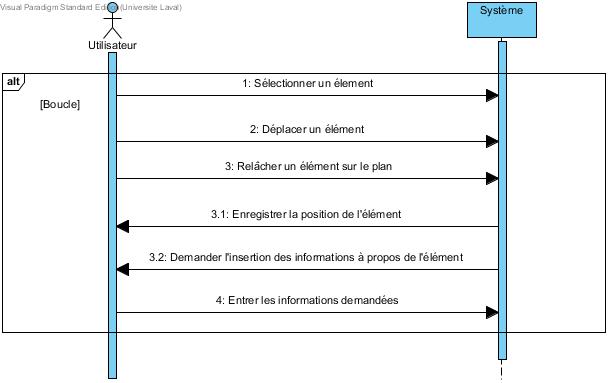 Visual Paradigm Standard Edition (Universite Laval)
Système
Utilisateur
alt
[Boucle]
1: Sélectionner un élement
2: Déplacer un élément
3: Relâcher un élément sur le plan
3.1: Enregistrer la position de l'élément
3.2: Demander l'insertion des informations à propos de l'élément
4: Entrer les informations demandées